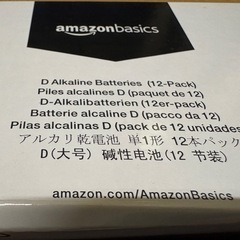 amazonbasics
D Alkaline Batteries (12-Pack)
Piles alcalines D (paquet de 12)
D-Alkalibatterien (12er-pack)
Batterie alcaline D (pacco da 12)
Pilas alcalinas D (pack de 12 unidades
アルカリ乾電池 単1形 12本パック
D(大号) 碱性电池(12 节装)
amazon.com/AmazonBasics